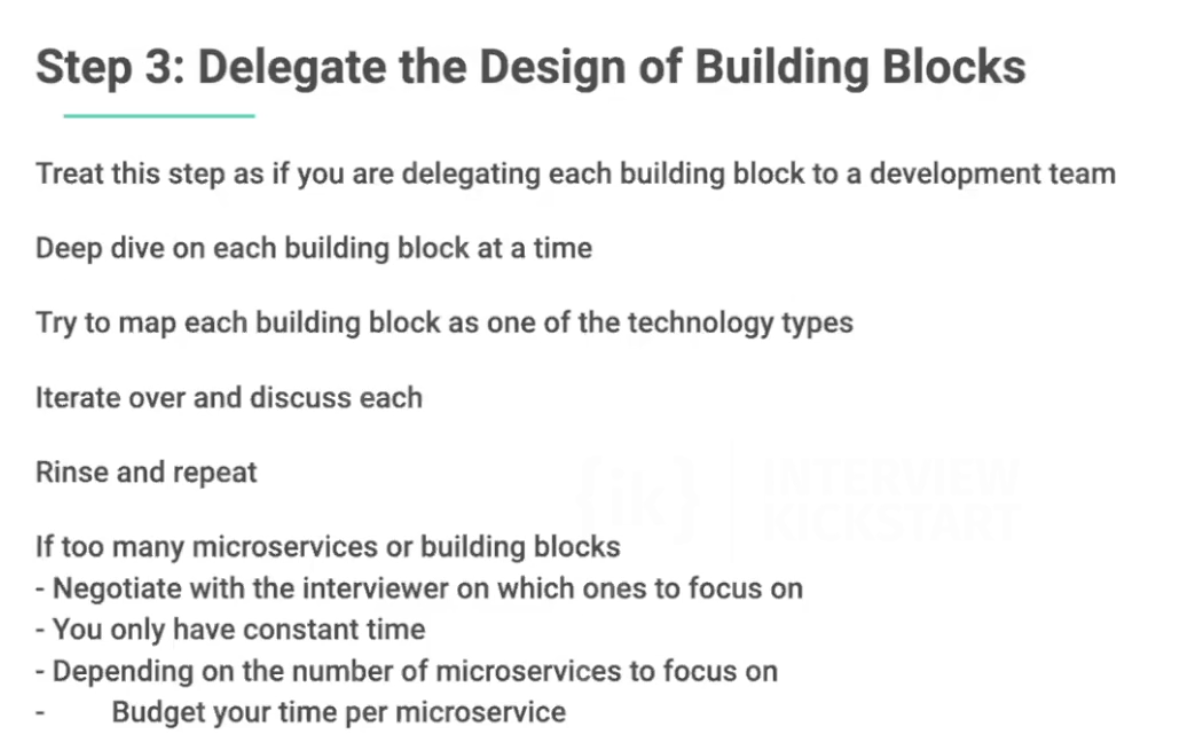 Step 3: Delegate the Design of Building Blocks
Treat this step as if you are delegating each building block to a development team
Deep dive on each building block at a time
Try to map each building block as one of the technology types
Iterate over and discuss each
Rinse and repeat
{ik} INTERVIEW
KICKSTART
If too many microservices or building blocks
- Negotiate with the interviewer on which ones to focus on
- You only have constant time
- Depending on the number of microservices to focus on
- Budget your time per microservice